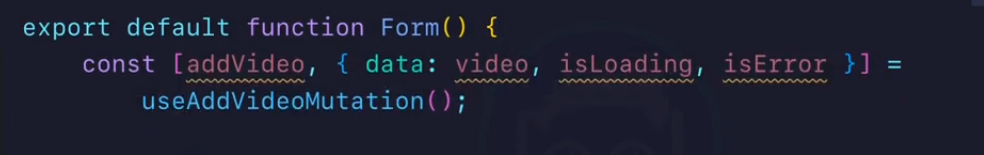 export default function Form() {
    const [addVideo, { data: video, isLoading, isError }] =
        useAddVideoMutation();